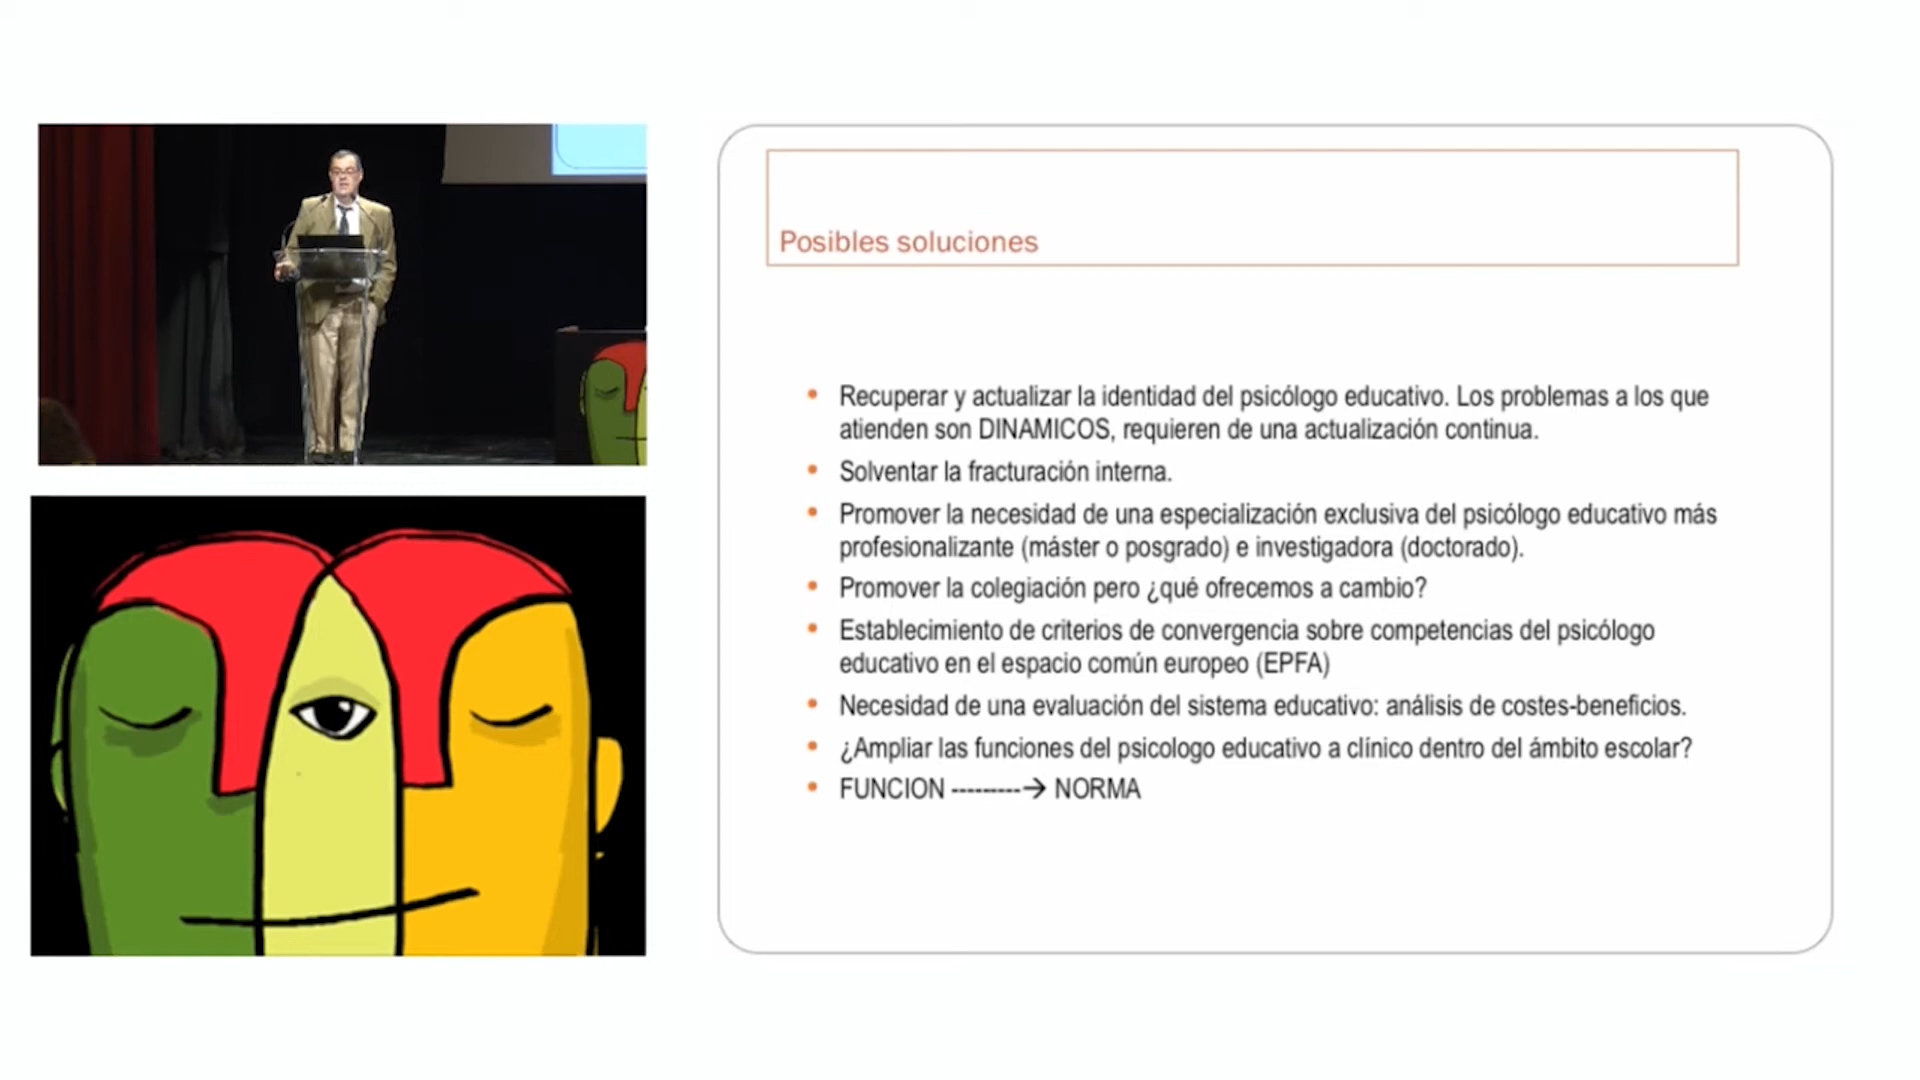 Posibles soluciones
• Recuperar y actualizar la identidad del psicólogo educativo. Los problemas a los que
atienden son DINAMICOS, requieren de una actualización continua.
• Solventar la fracturación interna.
• Promover la necesidad de una especialización exclusiva del psicólogo educativo más
profesionalizante (máster o posgrado) e investigadora (doctorado).
• Promover la colegiación pero ¿qué ofrecemos a cambio?
• Establecimiento de criterios de convergencia sobre competencias del psicólogo
educativo en el espacio común europeo (EPFA)
• Necesidad de una evaluación del sistema educativo: análisis de costes-beneficios.
• ¿Ampliar las funciones del psicologo educativo a clínico dentro del ámbito escolar?
• FUNCION ---------→ NORMA